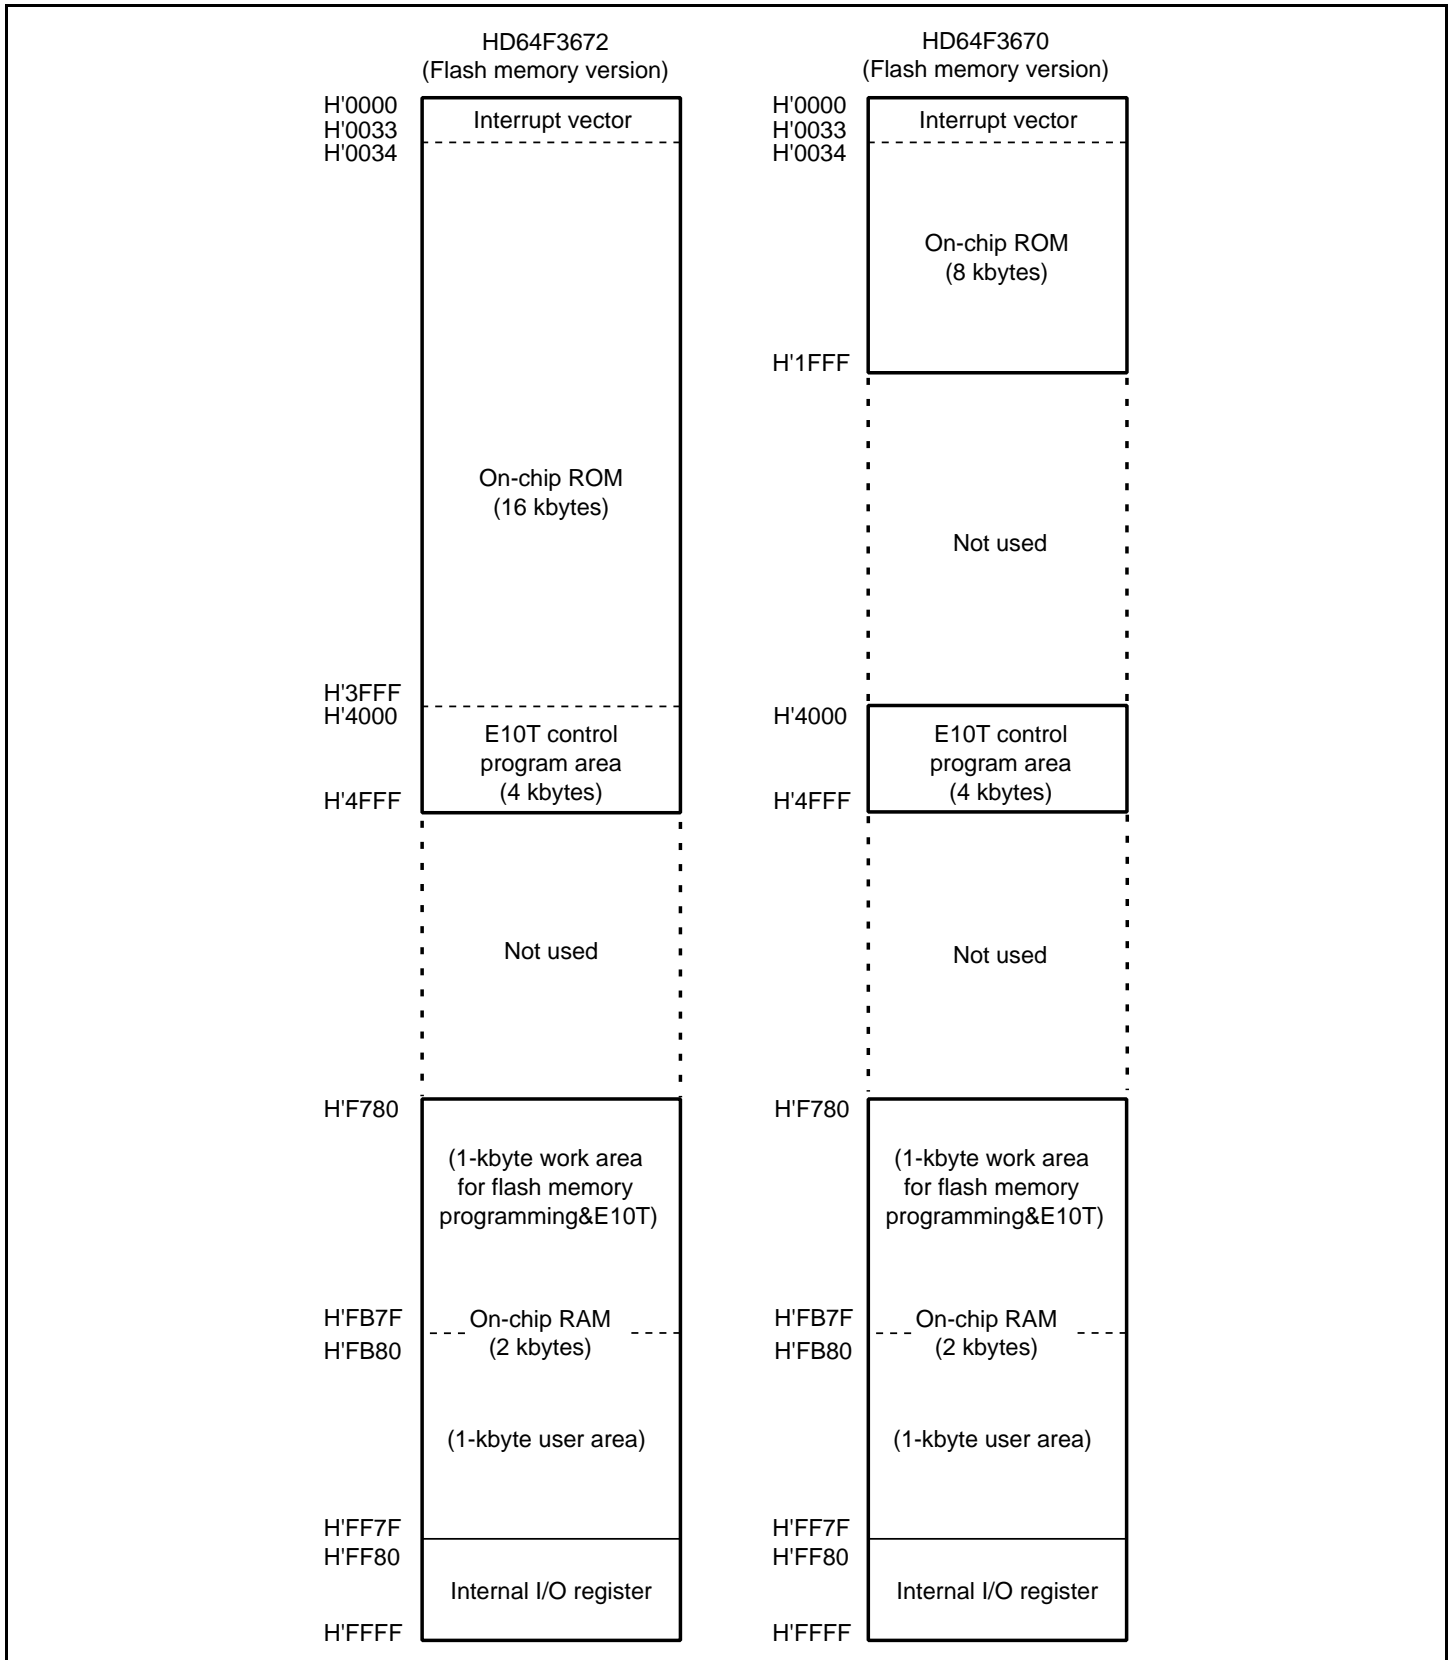 HD64F3672
(Flash memory version)
H'0000
Interrupt vector
H'0033
H'0034
On-chip ROM
(16 kbytes)
H'3FFF
H'4000
E10T control
program area
(4 kbytes)
H'4FFF
Not used
H'F780
(1-kbyte work area
for flash memory
programming&E10T)
H'FB7F
On-chip RAM
(2 kbytes)
H'FB80
(1-kbyte user area)
H'FF7F
H'FF80
Internal I/O register
H'FFFF
HD64F3670
(Flash memory version)
H'0000
Interrupt vector
H'0033
H'0034
On-chip ROM
(8 kbytes)
H'1FFF
Not used
H'4000
E10T control
program area
(4 kbytes)
H'4FFF
Not used
H'F780
(1-kbyte work area
for flash memory
programming&E10T)
H'FB7F
On-chip RAM
(2 kbytes)
H'FB80
(1-kbyte user area)
H'FF7F
H'FF80
Internal I/O register
H'FFFF